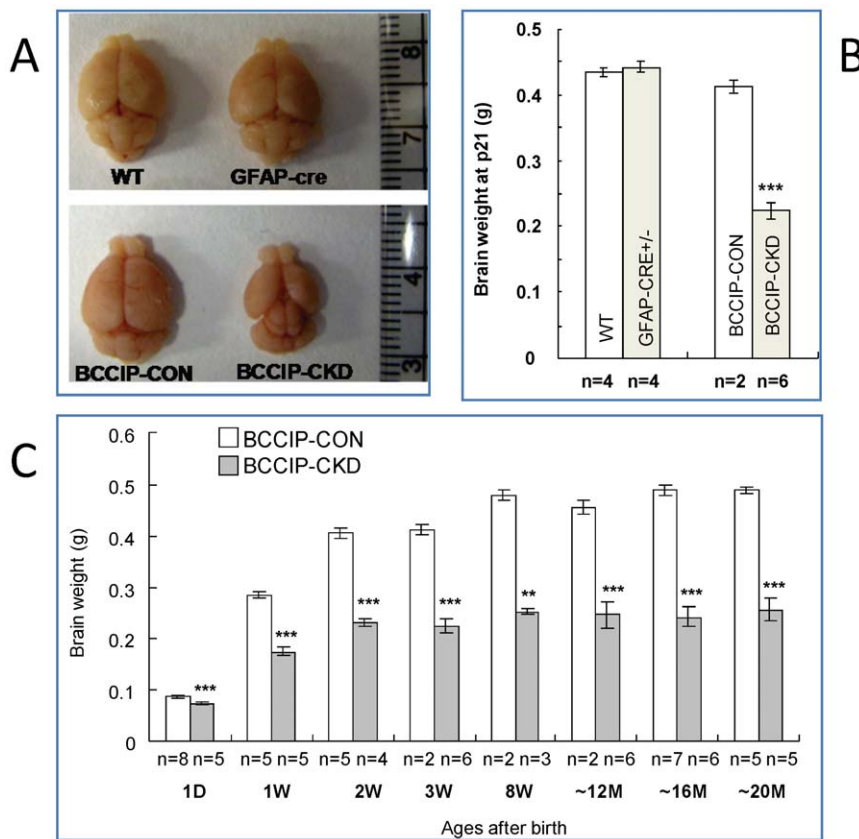 A
8
7
WT GFAP-cre
4
3
BCCIP-CON BCCIP-CKD
B
Brain weight at p21 (g)
0.5
0.4
0.3
0.2
0.1
0
***
WT
GFAP-CRE+/-
BCCIP-CON
BCCIP-CKD
n=4 n=4 n=2 n=6
C
BCCIP-CON
BCCIP-CKD
Brain weight (g)
0.6
0.5
0.4
0.3
0.2
0.1
0
*** *** *** *** ** *** *** ***
n=8 n=5 n=5 n=5 n=5 n=4 n=2 n=6 n=2 n=3 n=2 n=6 n=7 n=6 n=5 n=5
1D 1W 2W 3W 8W ~12M ~16M ~20M
Ages after birth